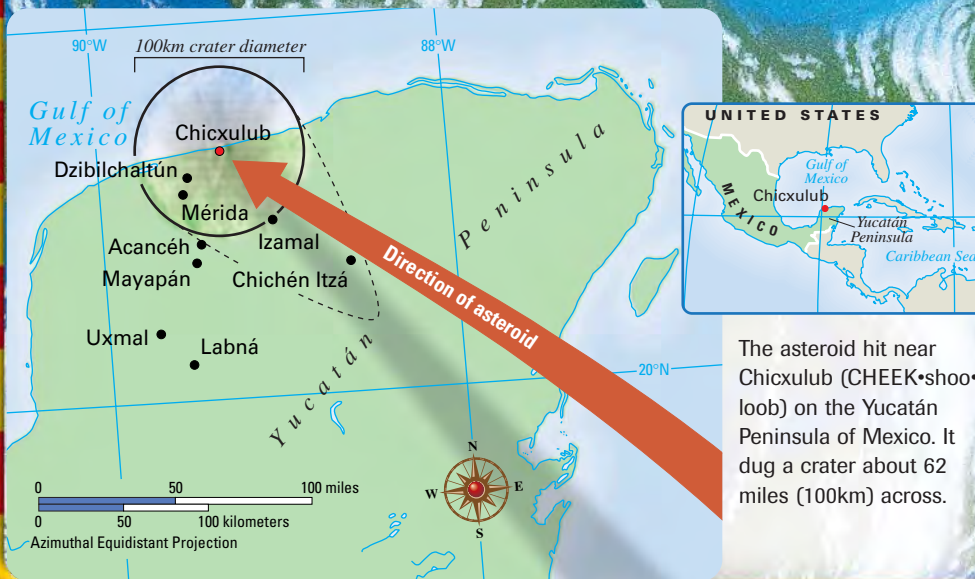 90°W
100km crater diameter
88°W
Gulf of
Mexico
Chicxulub
Dzibilchaltún
Mérida
Izamal
Acancéh
Mayapán
Chichén Itzá
Uxmal
Labná
Yucatán Peninsula
Direction of asteroid
20°N
N
W E
S
0 50 100 miles
0 50 100 kilometers
Azimuthal Equidistant Projection
UNITED STATES
Gulf of
Mexico
Chicxulub
MEXICO
Yucatán
Peninsula
Caribbean Sea
The asteroid hit near
Chicxulub (CHEEK•shoo•
loob) on the Yucatán
Peninsula of Mexico. It
dug a crater about 62
miles (100km) across.